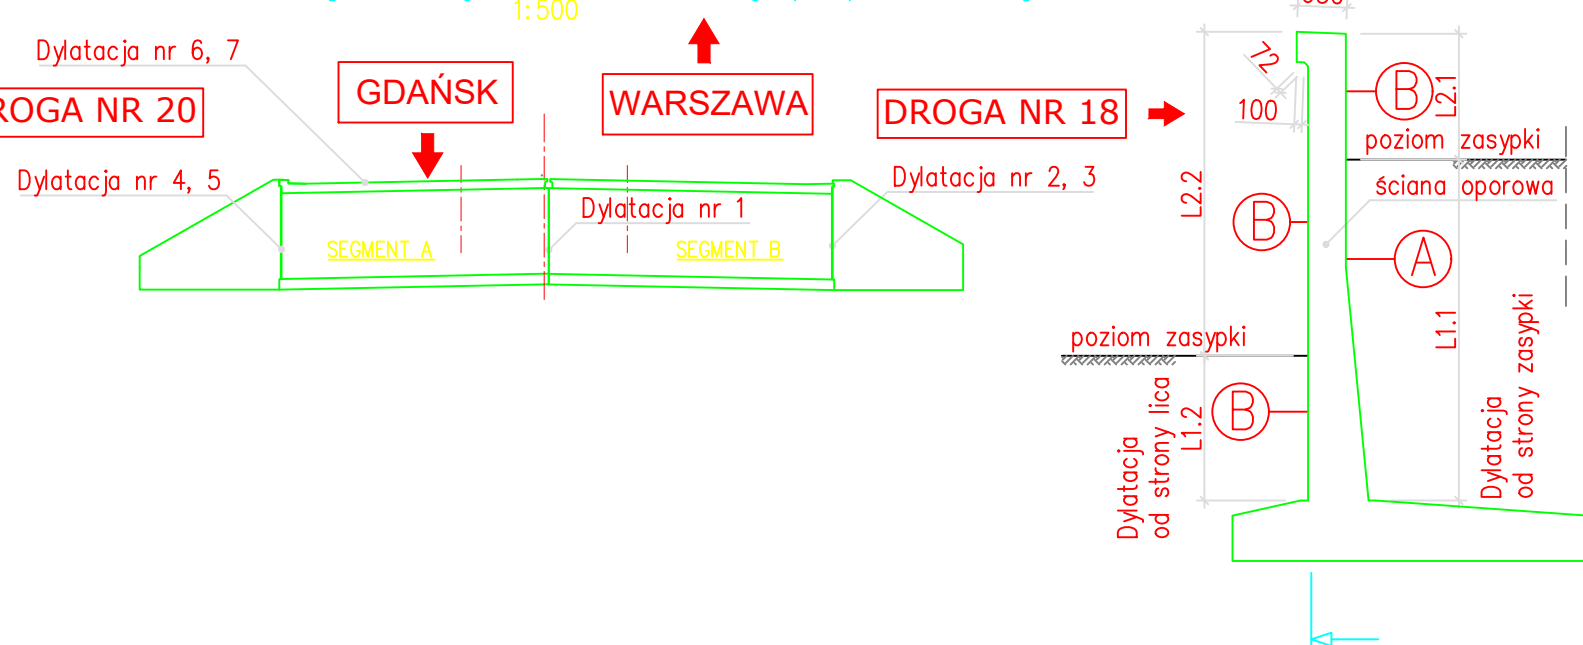 1:500
Dylatacja nr 6, 7
ROGA NR 20
GDAŃSK
WARSZAWA
DROGA NR 18
Dylatacja nr 4, 5
Dylatacja nr 1
Dylatacja nr 2, 3
SEGMENT A
SEGMENT B
72
100
B
L2.1
poziom zasypki
ściana oporowa
L2.2
B
A
L1.1
poziom zasypki
B
L1.2
Dylatacja
od strony lica
Dylatacja
od strony zasypki